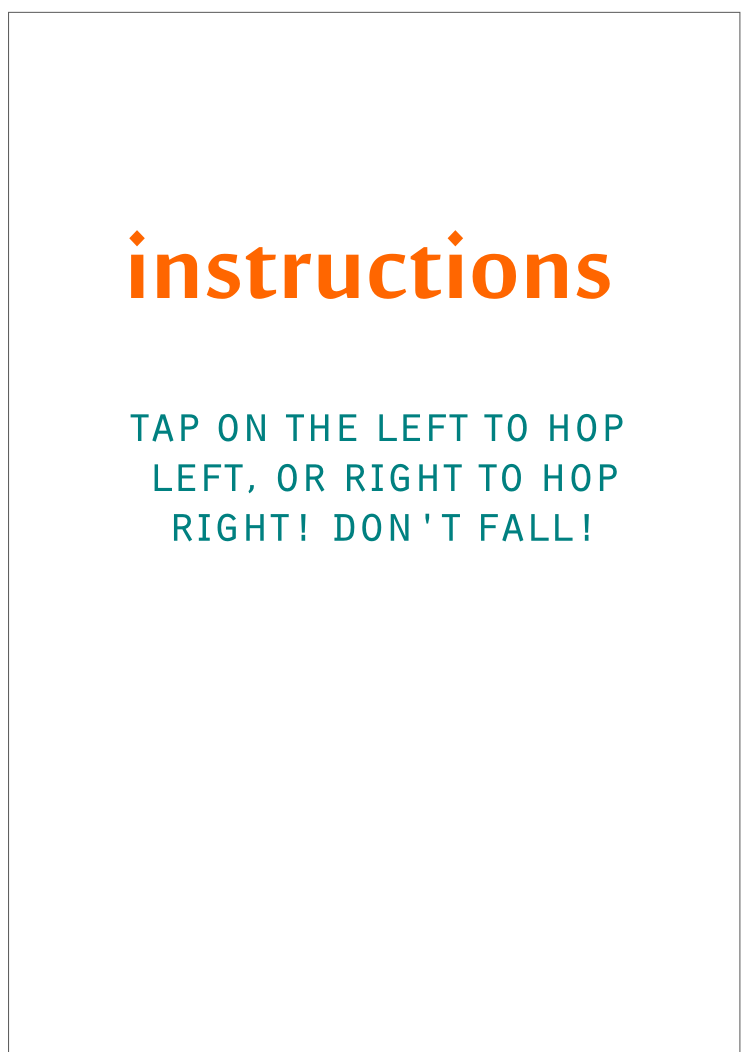 instructions
TAP ON THE LEFT TO HOP
LEFT, OR RIGHT TO HOP
RIGHT! DON'T FALL!